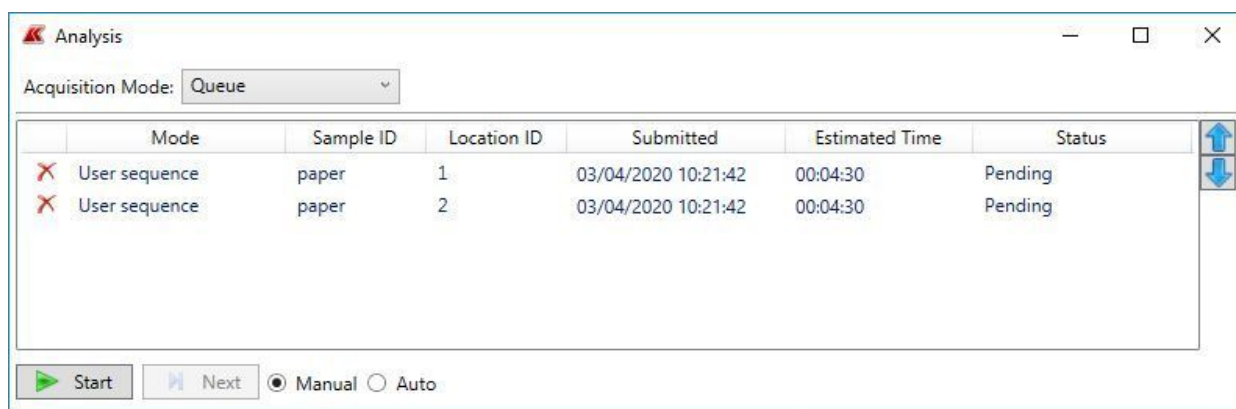 Analysis
Acquisition Mode: Queue
Mode Sample ID Location ID Submitted Estimated Time Status
User sequence paper 1 03/04/2020 10:21:42 00:04:30 Pending
User sequence paper 2 03/04/2020 10:21:42 00:04:30 Pending
Start Next Manual Auto